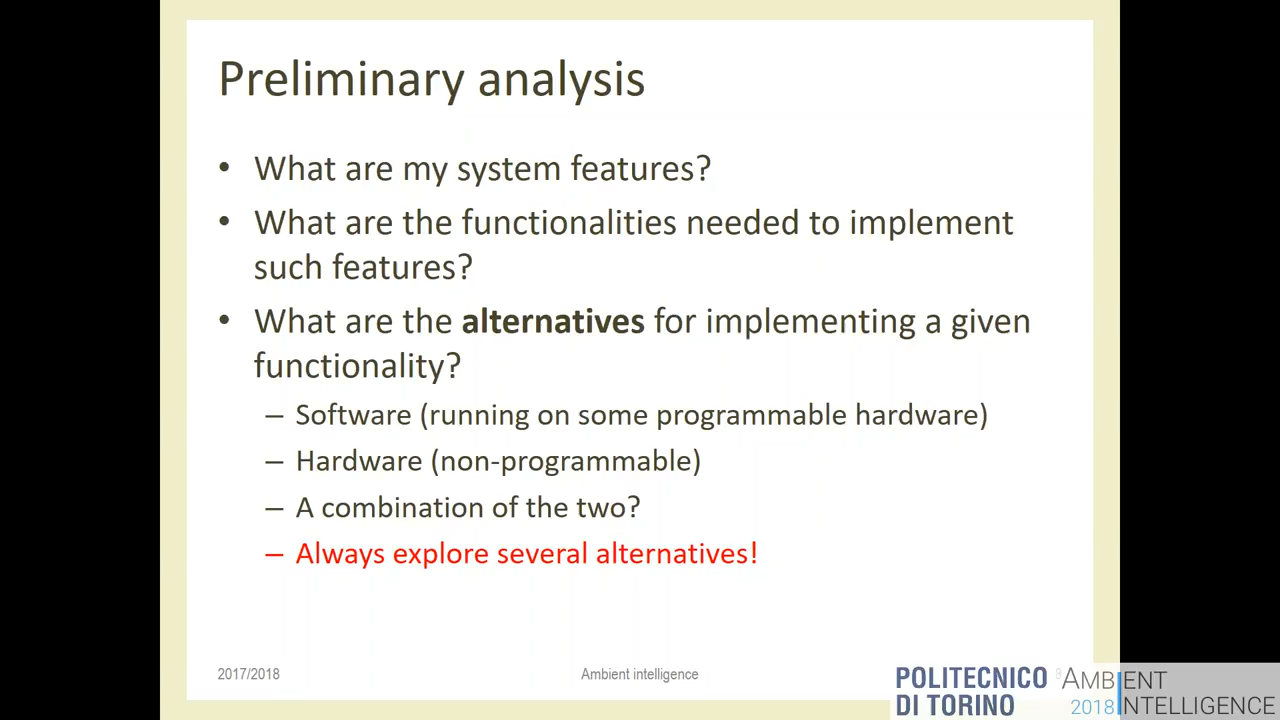 Preliminary analysis
• What are my system features?
• What are the functionalities needed to implement
such features?
• What are the alternatives for implementing a given
functionality?
– Software (running on some programmable hardware)
– Hardware (non-programmable)
– A combination of the two?
– Always explore several alternatives!
2017/2018
Ambient intelligence
POLITECNICO
DI TORINO
AMBIENT
2018 INTELLIGENCE